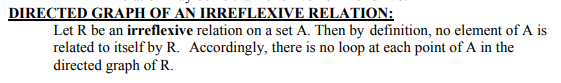 DIRECTED GRAPH OF AN IRREFLEXIVE RELATION:
Let R be an irreflexive relation on a set A. Then by definition, no element of A is
related to itself by R. Accordingly, there is no loop at each point of A in the
directed graph of R.